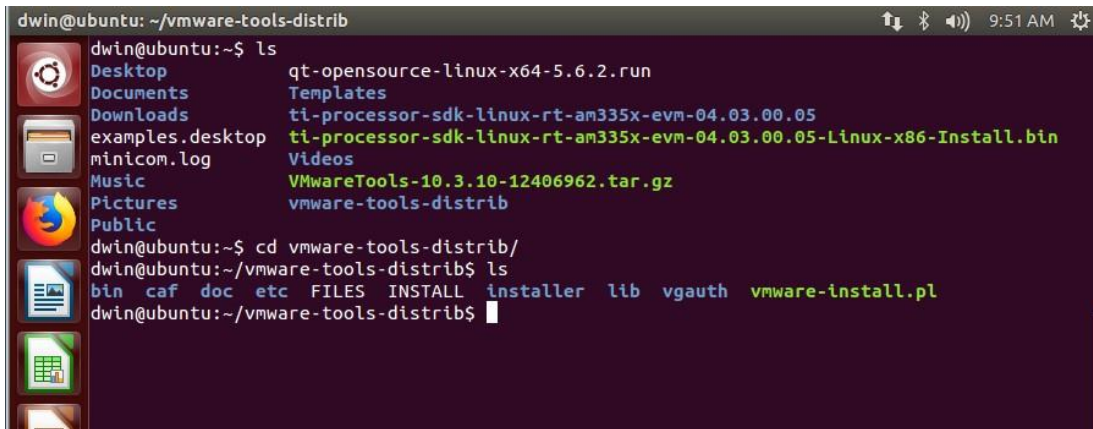 dwin@ubuntu: ~/vmware-tools-distrib 9:51 AM
dwin@ubuntu:~$ ls
Desktop qt-opensource-linux-x64-5.6.2.run
Documents Templates
Downloads ti-processor-sdk-linux-rt-am335x-evm-04.03.00.05
examples.desktop ti-processor-sdk-linux-rt-am335x-evm-04.03.00.05-Linux-x86-Install.bin
minicom.log Videos
Music VMwareTools-10.3.10-12406962.tar.gz
Pictures vmware-tools-distrib
Public
dwin@ubuntu:~$ cd vmware-tools-distrib/
dwin@ubuntu:~/vmware-tools-distrib$ ls
bin caf doc etc FILES INSTALL installer lib vgauth vmware-install.pl
dwin@ubuntu:~/vmware-tools-distrib$